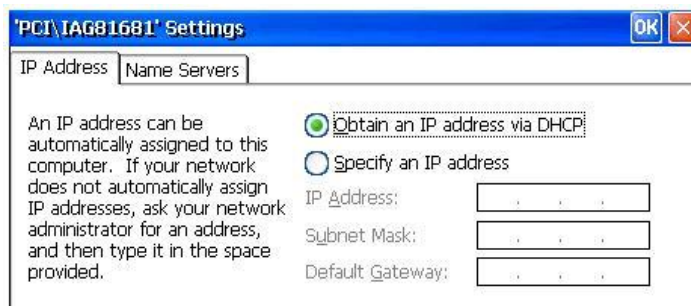 'PCI\IAG81681' Settings
OK
IP Address
Name Servers
An IP address can be
automatically assigned to this
computer. If your network
does not automatically assign
IP addresses, ask your network
administrator for an address,
and then type it in the space
provided.
Obtain an IP address via DHCP
Specify an IP address
IP Address:
Subnet Mask:
Default Gateway: